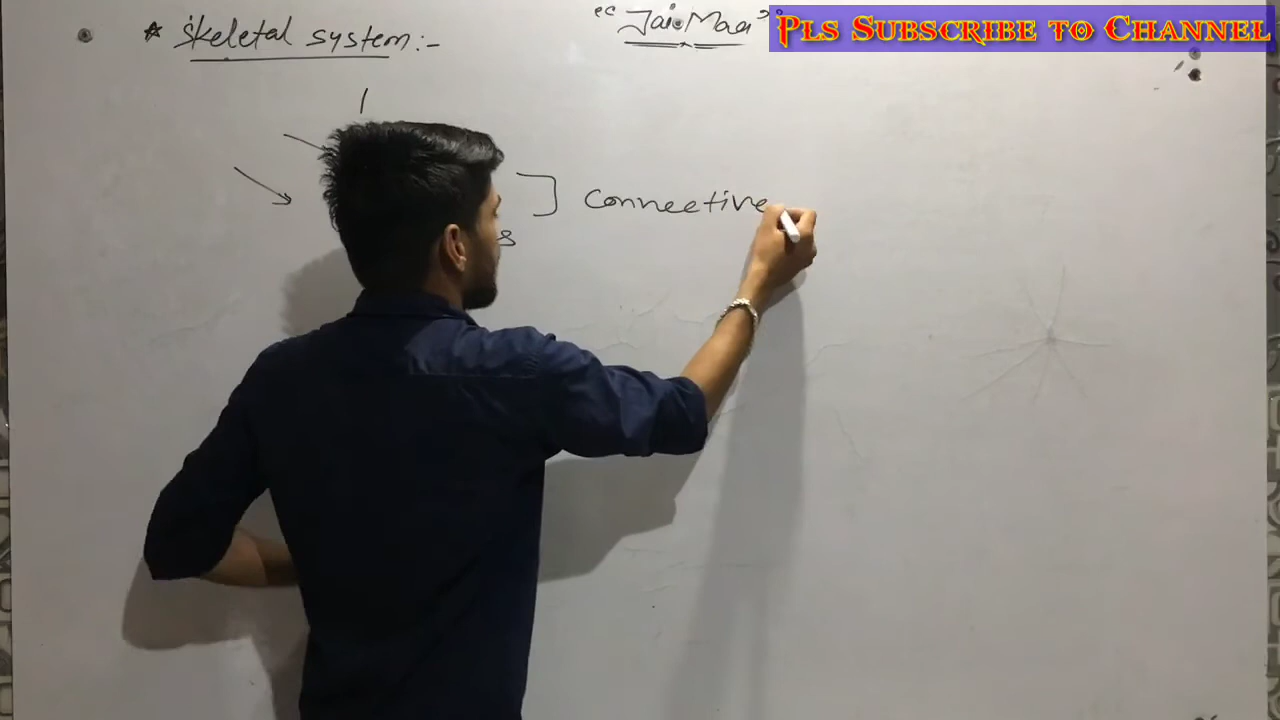 * Skeletal system:-
"Jai Maa"
Pls Subscribe to Channel
] Connective
s